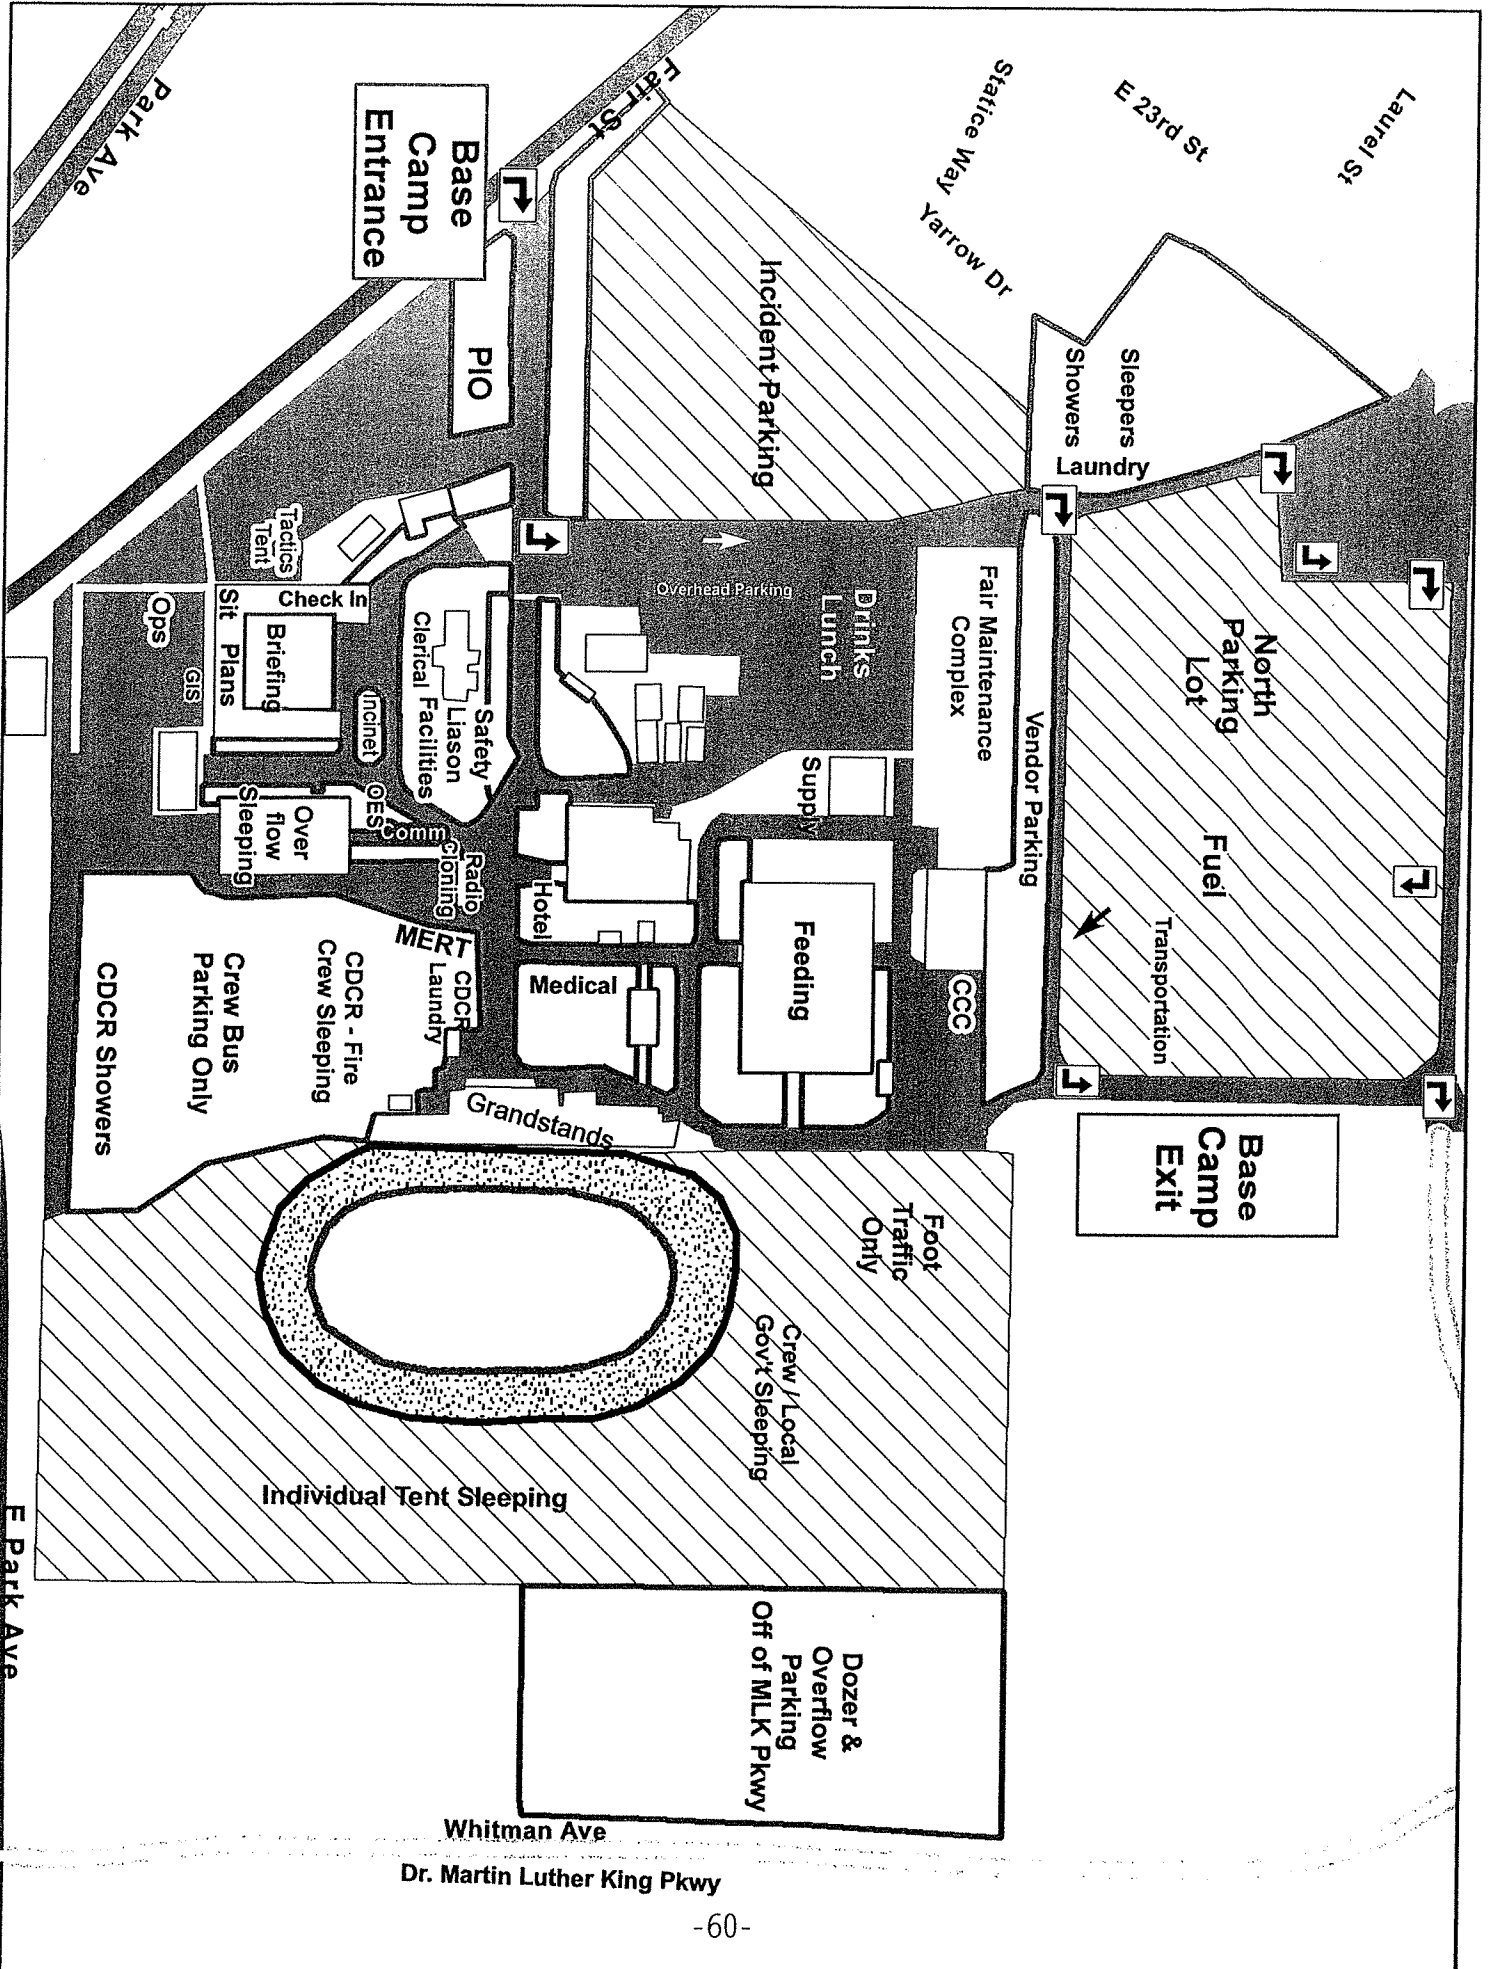 Park Ave
Base
Camp
Entrance
Fair St
Statice Way
E 23rd St
Laurel St
Yarrow Dr
PIO
Incident Parking
Sleepers
Showers
Laundry
Tactics
Tent
Check In
Ops
Sit Plans
GIS
Briefing
Incinet
Clerical
Safety
Liason
Facilities
Overhead Parking
Drinks
Lunch
Fair Maintenance
Complex
Vendor Parking
North
Parking
Lot
Fuel
Transportation
Supply
Over
flow
Sleeping
OES
Comm
Radio
Cloning
Hotel
Feeding
CCC
MERT
CDCR
Laundry
Medical
CDCR - Fire
Crew Sleeping
Crew Bus
Parking Only
CDCR Showers
Grandstands
Base
Camp
Exit
Foot
Traffic
Only
Crew / Local
Gov't Sleeping
Individual Tent Sleeping
E Park Ave
Dozer &
Overflow
Parking
Off of MLK Pkwy
Whitman Ave
Dr. Martin Luther King Pkwy
-60-